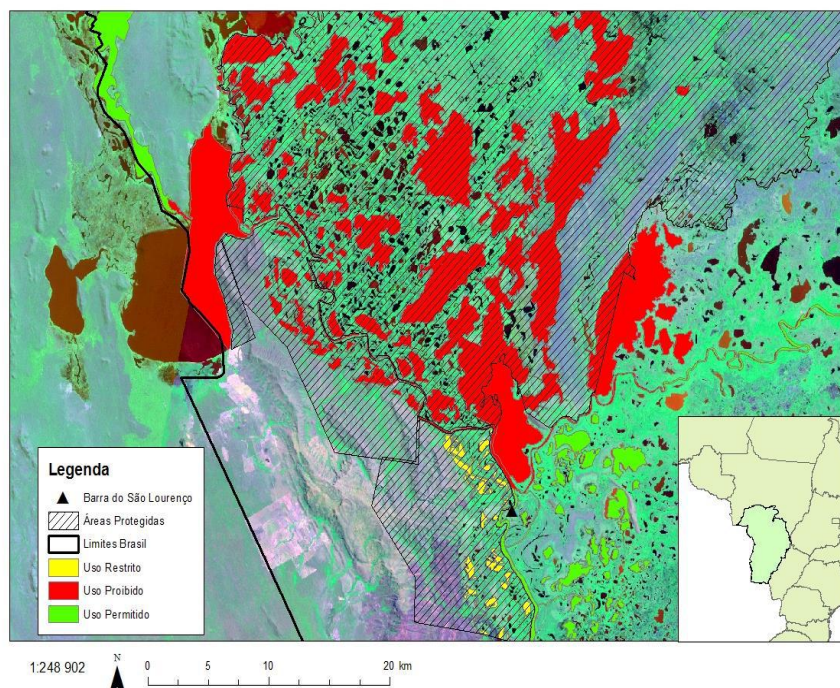 Legenda
Barra do São Lourenço
Áreas Protegidas
Limites Brasil
Uso Restrito
Uso Proibido
Uso Permitido
1:248 902
N
0 5 10 20 km